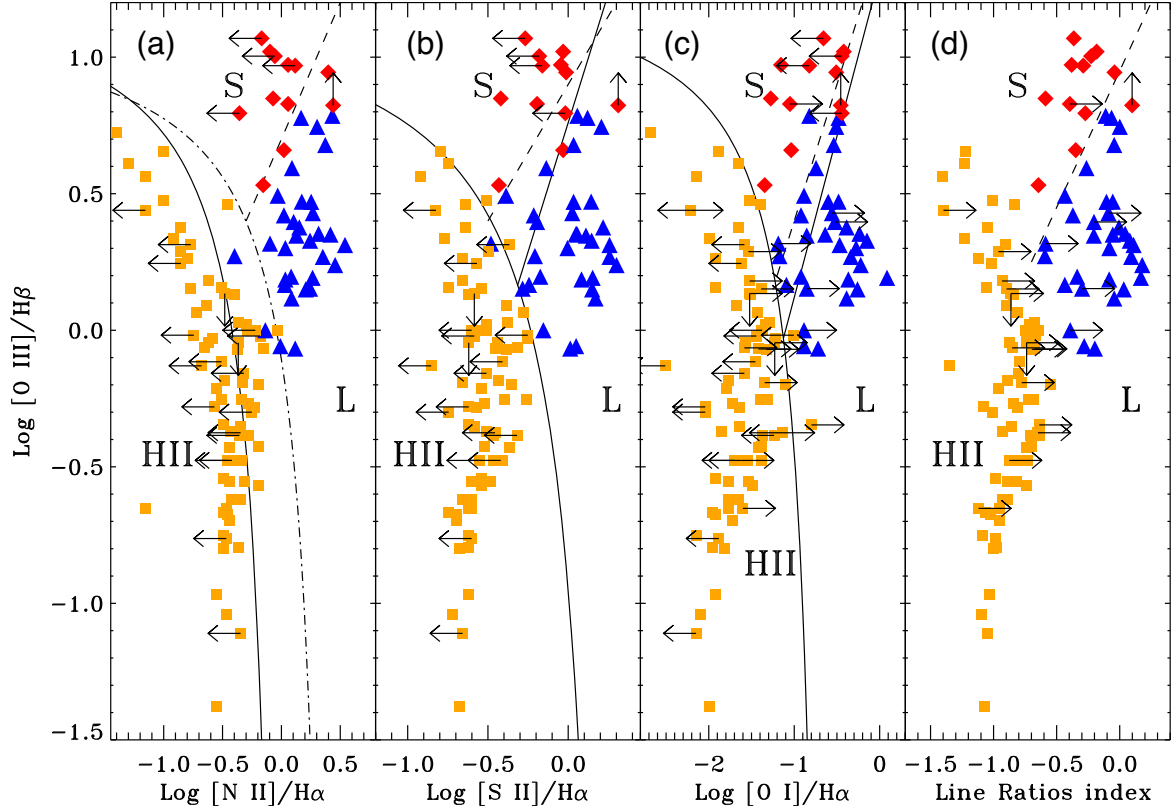 (a) (b) (c) (d)
S S S S
L L L L
HII HII HII HII
1.0
0.5
0.0
−0.5
−1.0
−1.5
Log [O III]/Hβ
−1.0 −0.5 0.0 0.5
−1.0 −0.5 0.0
−2 −1 0
−1.5 −1.0 −0.5 0.0
Log [N II]/Hα
Log [S II]/Hα
Log [O I]/Hα
Line Ratios index